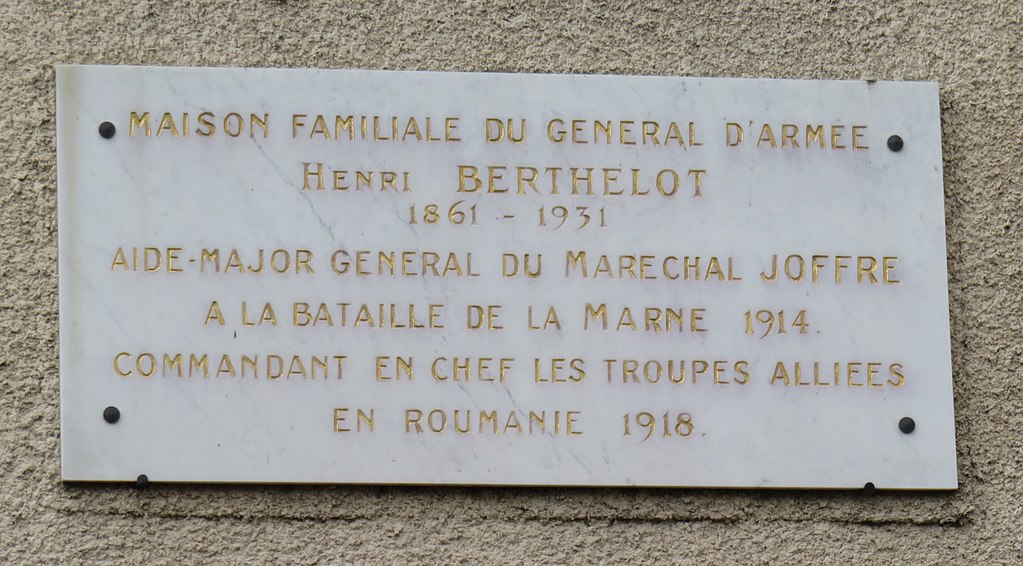 MAISON FAMILIALE DU GENERAL D'ARMEE
HENRI BERTHELOT
1861 - 1931
AIDE-MAJOR GENERAL DU MARECHAL JOFFRE
A LA BATAILLE DE LA MARNE 1914.
COMMANDANT EN CHEF LES TROUPES ALLIEES
EN ROUMANIE 1918.